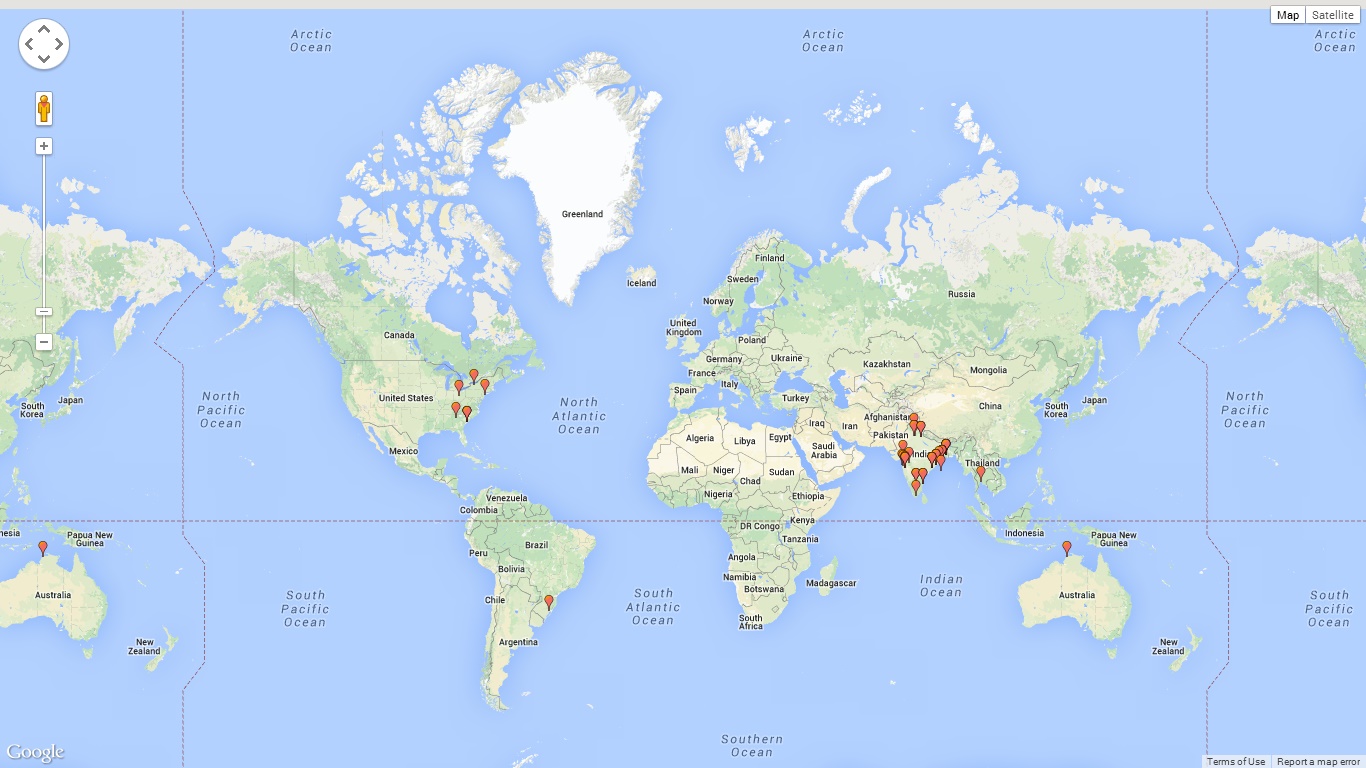 Map
Satellite
Arctic
Ocean
Arctic
Ocean
Arctic
Ocean
Greenland
Finland
Iceland
Sweden
Norway
Russia
United
Kingdom
Canada
Poland
Germany
Ukraine
Kazakhstan
France
Mongolia
Italy
Spain
United States
Turkey
Japan
South
Korea
North
Pacific
Ocean
North
Atlantic
Ocean
China
South
Korea
Japan
North
Pacific
Ocean
Afghanistan
Iraq
Iran
Pakistan
Algeria
Libya
Egypt
Saudi
Arabia
Mexico
India
Thailand
Mali
Niger
Sudan
Chad
Nigeria
Ethiopia
Venezuela
Colombia
DR Congo
Kenya
Tanzania
nesia
Papua New
Guinea
Indonesia
Papua New
Guinea
Peru
Brazil
Angola
Bolivia
Namibia
Botswana
Madagascar
Indian
Ocean
Australia
South
Pacific
Ocean
Chile
South
Atlantic
Ocean
South
Africa
Australia
South
Pacific
Ocean
New
Zealand
Argentina
New
Zealand
Southern
Ocean
Google
Terms of Use
Report a map error